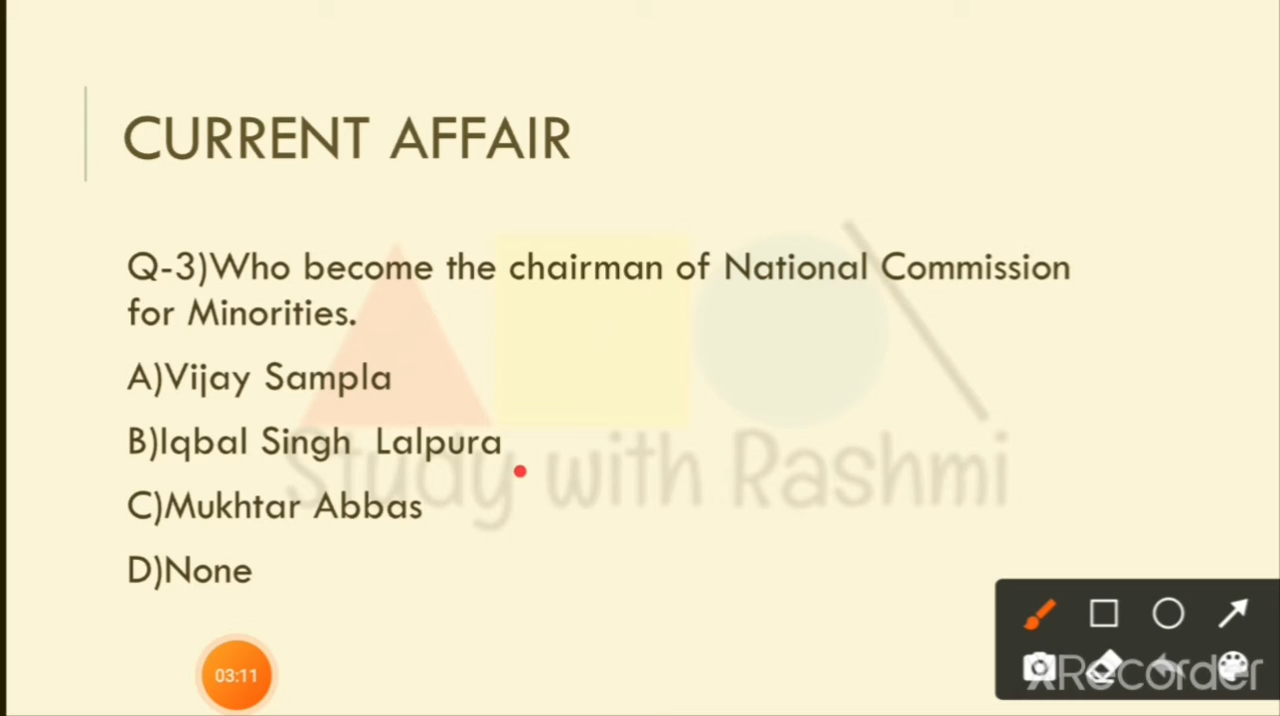 CURRENT AFFAIR
Q-3)Who become the chairman of National Commission
for Minorities.
A)Vijay Sampla
B)Iqbal Singh Lalpura
Study with Rashmi
C)Mukhtar Abbas
D)None
03:11
XRecorder